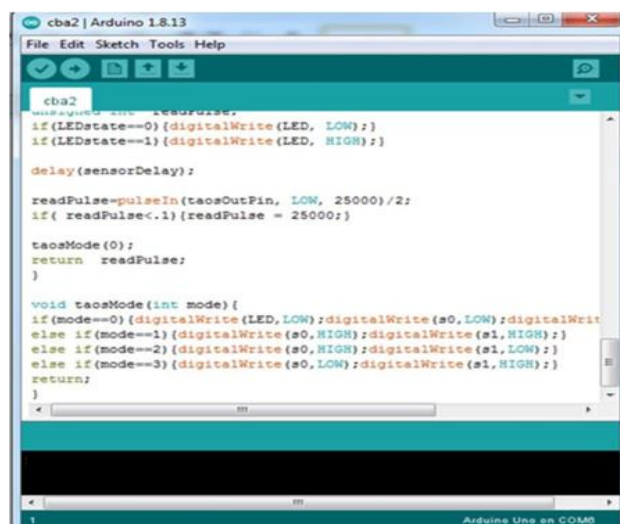 cba2 | Arduino 1.8.13
File Edit Sketch Tools Help
cba2
unsigned int readPulse;
if(LEDstate==0){digitalWrite(LED, LOW);}
if(LEDstate==1){digitalWrite(LED, HIGH);}
delay(sensorDelay);
readPulse=pulseIn(taosOutPin, LOW, 25000)/2;
if( readPulse<.1){readPulse = 25000;}
taosMode(0);
return readPulse;
}
void taosMode(int mode){
if(mode==0){digitalWrite(LED,LOW);digitalWrite(s0,LOW);digitalWrit
else if(mode==1){digitalWrite(s0,HIGH);digitalWrite(s1,HIGH);}
else if(mode==2){digitalWrite(s0,HIGH);digitalWrite(s1,LOW);}
else if(mode==3){digitalWrite(s0,LOW);digitalWrite(s1,HIGH);}
return;
}
1 Arduino Uno on COM6